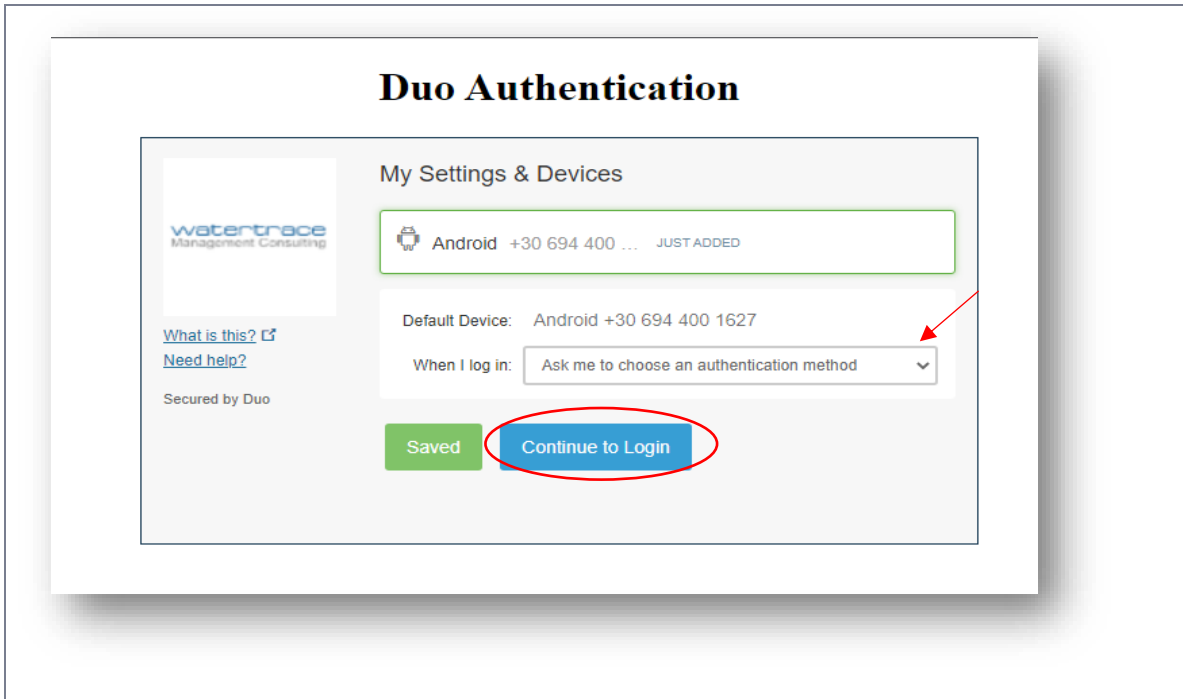 Duo Authentication
watertrace
Management Consulting
What is this?
Need help?
Secured by Duo
My Settings & Devices
Android +30 694 400 ... JUST ADDED
Default Device: Android +30 694 400 1627
When I log in: Ask me to choose an authentication method
Saved Continue to Login